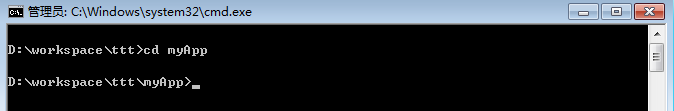 管理员: C:\Windows\system32\cmd.exe
D:\workspace\ttt>cd myApp
D:\workspace\ttt\myApp>